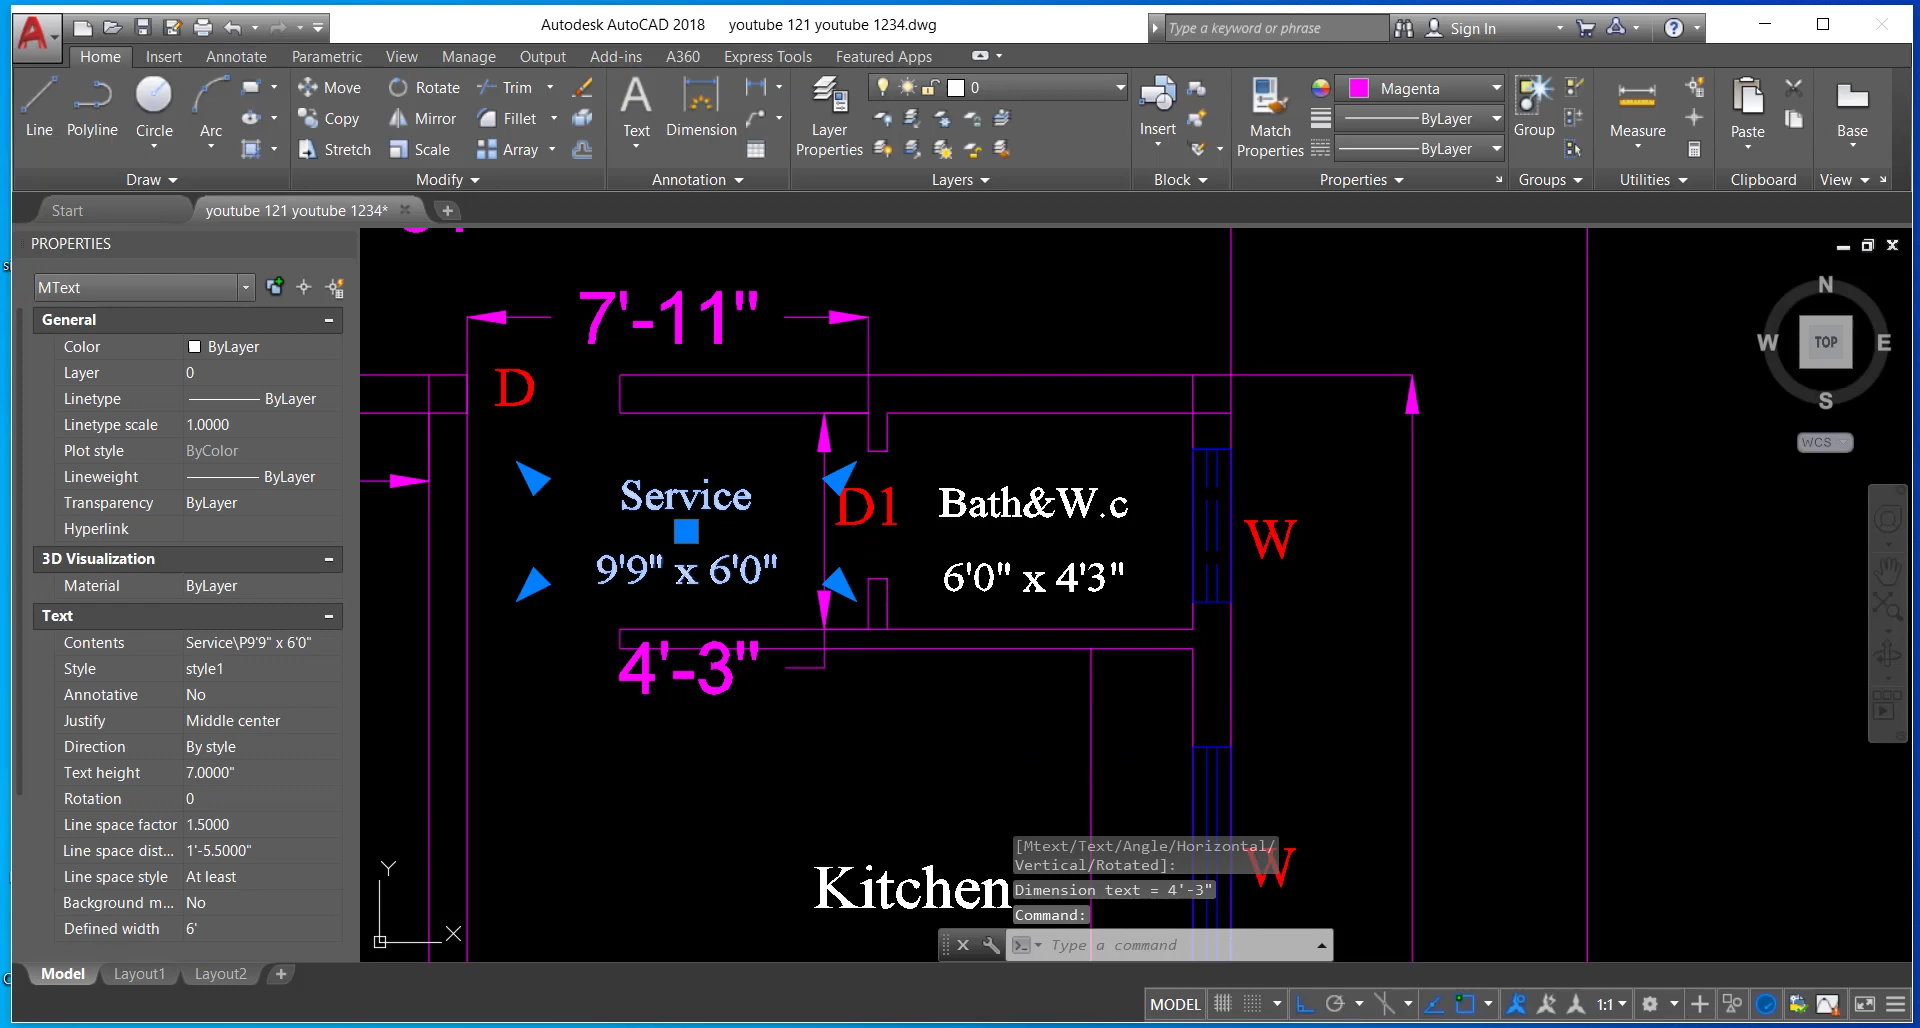 Autodesk AutoCAD 2018 youtube 121 youtube 1234.dwg
Type a keyword or phrase
Sign In
Home Insert Annotate Parametric View Manage Output Add-ins A360 Express Tools Featured Apps
Line Polyline Circle Arc
Move Rotate Trim
Copy Mirror Fillet
Stretch Scale Array
Text Dimension
Layer
Properties
0
Insert
Match
Properties
Magenta
ByLayer
ByLayer
Group
Measure
Paste
Base
Draw Modify Annotation Layers Block Properties Groups Utilities Clipboard View
Start youtube 121 youtube 1234*
PROPERTIES
MText
General
Color ByLayer
Layer 0
Linetype ByLayer
Linetype scale 1.0000
Plot style ByColor
Lineweight ByLayer
Transparency ByLayer
Hyperlink
3D Visualization
Material ByLayer
Text
Contents Service\P9'9" x 6'0"
Style style1
Annotative No
Justify Middle center
Direction By style
Text height 7.0000"
Rotation 0
Line space factor 1.5000
Line space dist... 1'-5.5000"
Line space style At least
Background m... No
Defined width 6'
7'-11"
D
Service
9'9" x 6'0"
D1
Bath&W.c
6'0" x 4'3"
W
4'-3"
Kitchen
W
N
W TOP E
S
WCS
Y
X
[Mtext/Text/Angle/Horizontal/
Vertical/Rotated]:
Dimension text = 4'-3"
Command:
Type a command
Model Layout1 Layout2
MODEL 1:1